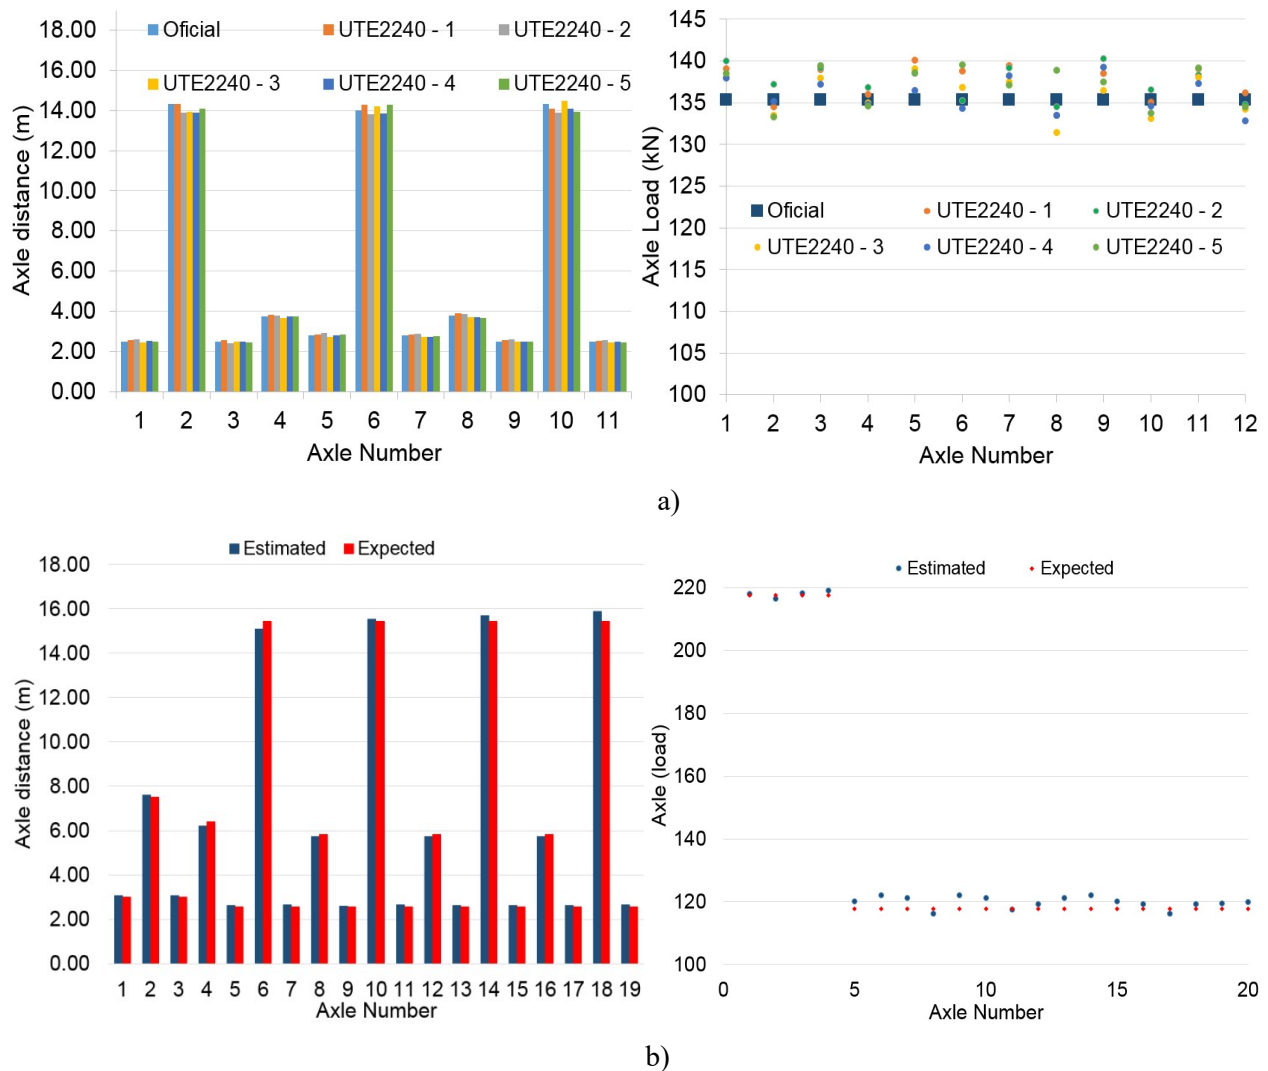 18.00
16.00
14.00
12.00
10.00
8.00
6.00
4.00
2.00
0.00
Axle distance (m)
Oficial UTE2240 - 1 UTE2240 - 2
UTE2240 - 3 UTE2240 - 4 UTE2240 - 5
1 2 3 4 5 6 7 8 9 10 11
Axle Number
145
140
135
130
125
120
115
110
105
100
Axle Load (kN)
Oficial UTE2240 - 1 UTE2240 - 2
UTE2240 - 3 UTE2240 - 4 UTE2240 - 5
1 2 3 4 5 6 7 8 9 10 11 12
Axle Number
a)
Estimated Expected
18.00
16.00
14.00
12.00
10.00
8.00
6.00
4.00
2.00
0.00
Axle distance (m)
1 2 3 4 5 6 7 8 9 10 11 12 13 14 15 16 17 18 19
Axle Number
Estimated Expected
220
200
180
160
140
120
100
Axle (load)
0 5 10 15 20
Axle Number
b)